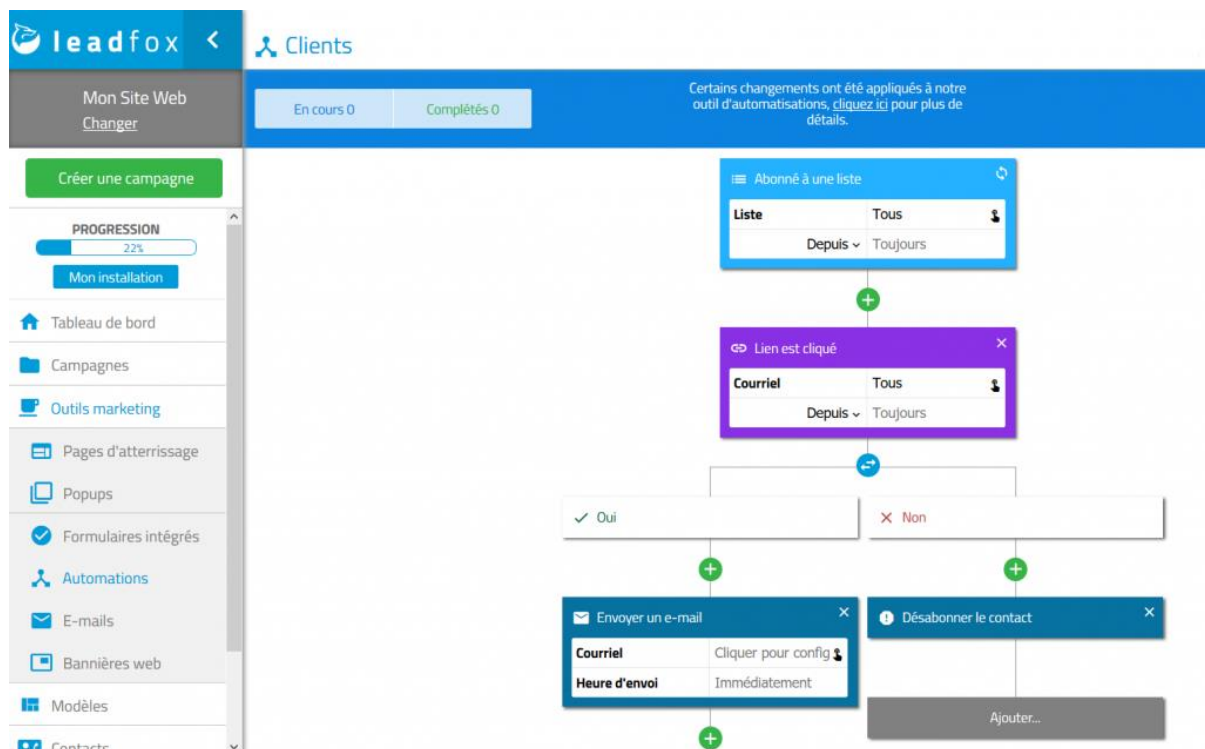 leadfox
Clients
Mon Site Web
Changer
En cours 0
Complétés 0
Certains changements ont été appliqués à notre
outil d'automatisations, cliquez ici pour plus de
détails.
Créer une campagne
PROGRESSION
22%
Mon installation
Tableau de bord
Campagnes
Outils marketing
Pages d'atterrissage
Popups
Formulaires intégrés
Automations
E-mails
Bannières web
Modèles
Contacts
Abonné à une liste
Liste Tous
Depuis Toujours
Lien est cliqué
Courriel Tous
Depuis Toujours
Oui
Non
Envoyer un e-mail
Courriel Cliquer pour config
Heure d'envoi Immédiatement
Désabonner le contact
Ajouter...